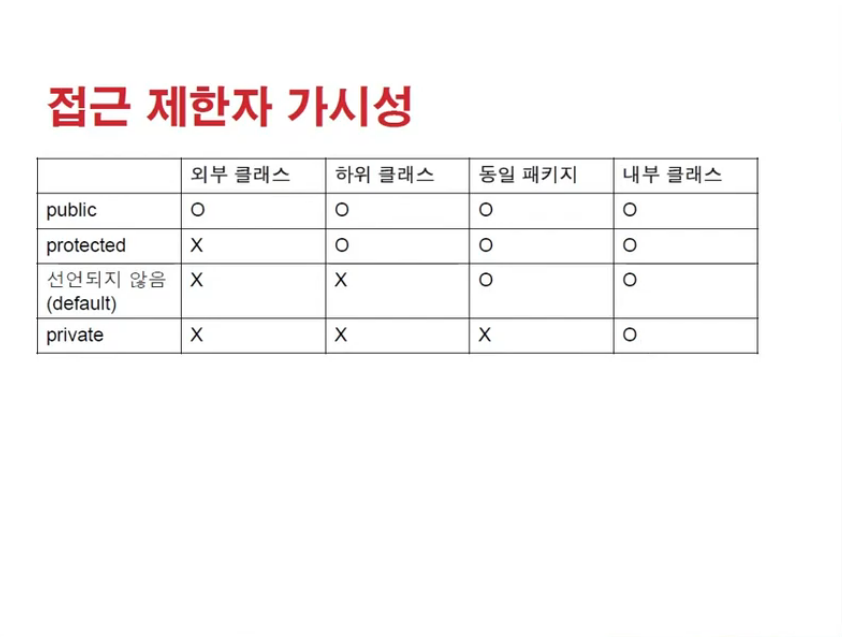 접근 제한자 가시성
외부 클래스 하위 클래스 동일 패키지 내부 클래스
public O O O O
protected X O O O
선언되지 않음 X X O O
(default)
private X X X O